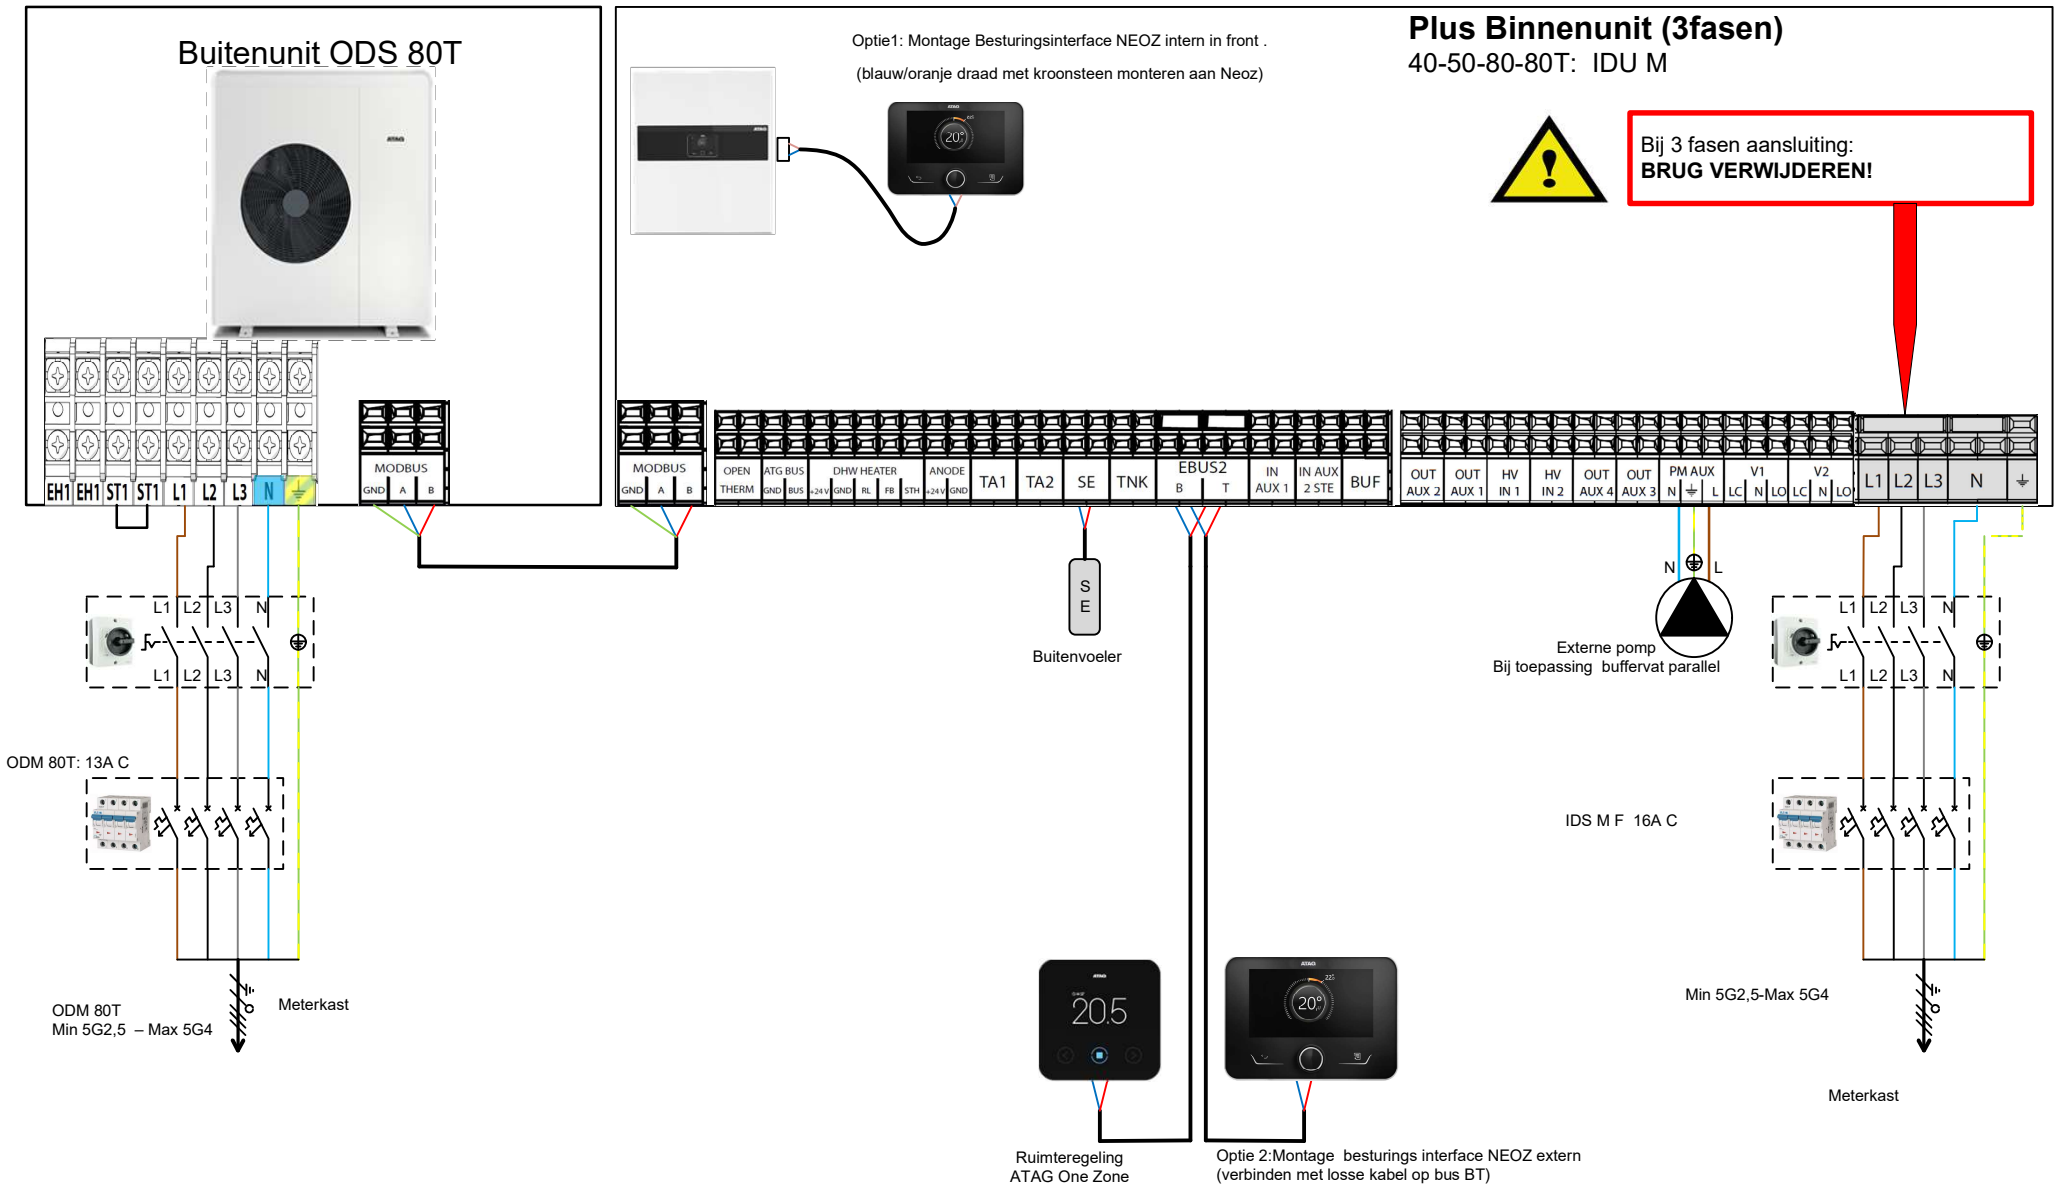 Buitenunit ODS 80T
ATAG
Optie1: Montage Besturingsinterface NEOZ intern in front .
(blauw/oranje draad met kroonsteen monteren aan Neoz)
ATAG
ATAG
20°
Plus Binnenunit (3fasen)
40-50-80-80T: IDU M
Bij 3 fasen aansluiting:
BRUG VERWIJDEREN!
EH1 EH1 ST1 ST1 L1 L2 L3 N
MODBUS
GND A B
MODBUS
GND A B
OPEN THERM
ATG BUS
GND BUS
DHW HEATER
+24V GND RL FB STH
ANODE
+24V GND
TA1
TA2
SE
TNK
EBUS2
B T
IN AUX 1
IN AUX 2 STE
BUF
OUT AUX 2
OUT AUX 1
HV IN 1
HV IN 2
OUT AUX 4
OUT AUX 3
PM AUX
N L
V1
LC N LO
V2
LC N LO
L1 L2 L3 N
L1 L2 L3 N
L1 L2 L3 N
S
E
Buitenvoeler
N L
Externe pomp
Bij toepassing buffervat parallel
L1 L2 L3 N
L1 L2 L3 N
ODM 80T: 13A C
IDS M F 16A C
ODM 80T
Min 5G2,5 – Max 5G4
Meterkast
ATAG
20.5
ATAG
20°
Min 5G2,5-Max 5G4
Meterkast
Ruimteregeling
ATAG One Zone
Optie 2:Montage besturings interface NEOZ extern
(verbinden met losse kabel op bus BT)